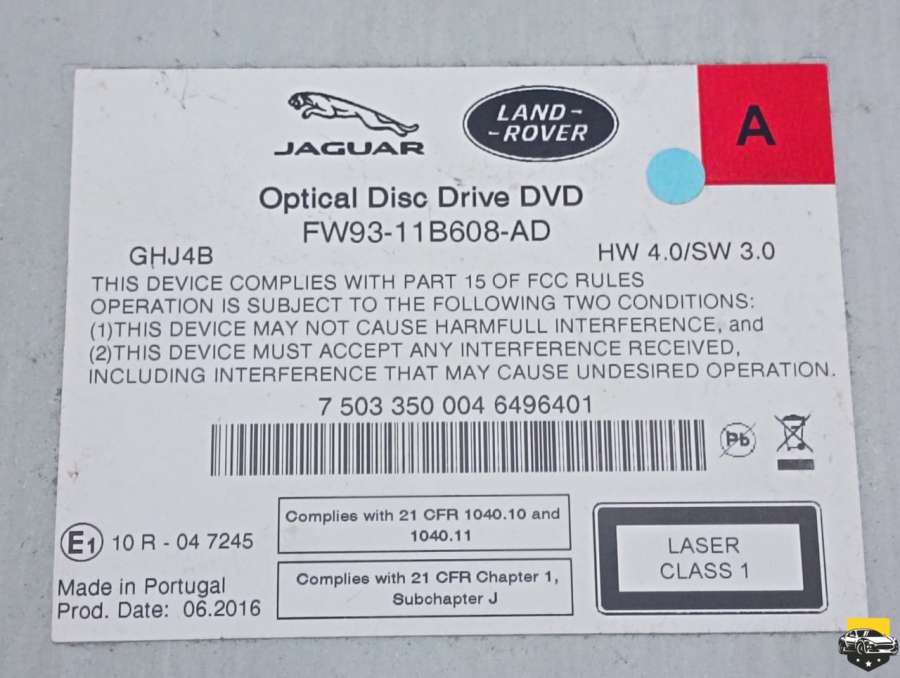 JAGUAR
LAND-
-ROVER
A
Optical Disc Drive DVD
FW93-11B608-AD
GHJ4B
HW 4.0/SW 3.0
THIS DEVICE COMPLIES WITH PART 15 OF FCC RULES
OPERATION IS SUBJECT TO THE FOLLOWING TWO CONDITIONS:
(1)THIS DEVICE MAY NOT CAUSE HARMFULL INTERFERENCE, and
(2)THIS DEVICE MUST ACCEPT ANY INTERFERENCE RECEIVED,
INCLUDING INTERFERENCE THAT MAY CAUSE UNDESIRED OPERATION.
7 503 350 004 6496401
Pb
E1 10 R - 04 7245
Made in Portugal
Prod. Date: 06.2016
Complies with 21 CFR 1040.10 and
1040.11
Complies with 21 CFR Chapter 1,
Subchapter J
LASER
CLASS 1